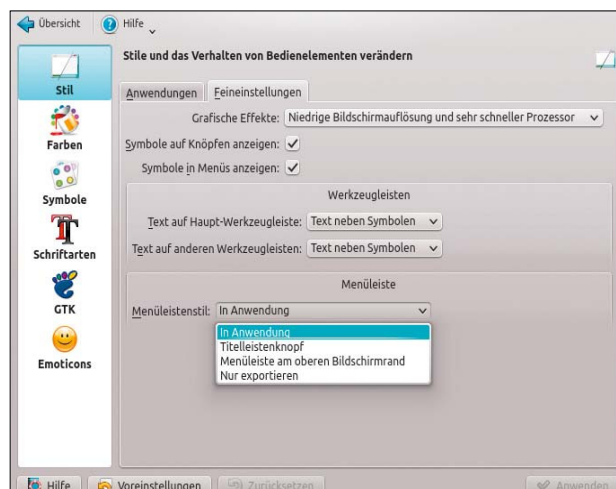 Übersicht Hilfe
Stile und das Verhalten von Bedienelementen verändern
Stil
Farben
Symbole
Schriftarten
GTK
Emoticons
Anwendungen Feineinstellungen
Grafische Effekte: Niedrige Bildschirmauflösung und sehr schneller Prozessor
Symbole auf Knöpfen anzeigen:
Symbole in Menüs anzeigen:
Werkzeugleisten
Text auf Haupt-Werkzeugleiste: Text neben Symbolen
Text auf anderen Werkzeugleisten: Text neben Symbolen
Menüleiste
Menüleistenstil: In Anwendung
In Anwendung
Titelleistenknopf
Menüleiste am oberen Bildschirmrand
Nur exportieren
Hilfe Voreinstellungen Zurücksetzen Anwenden